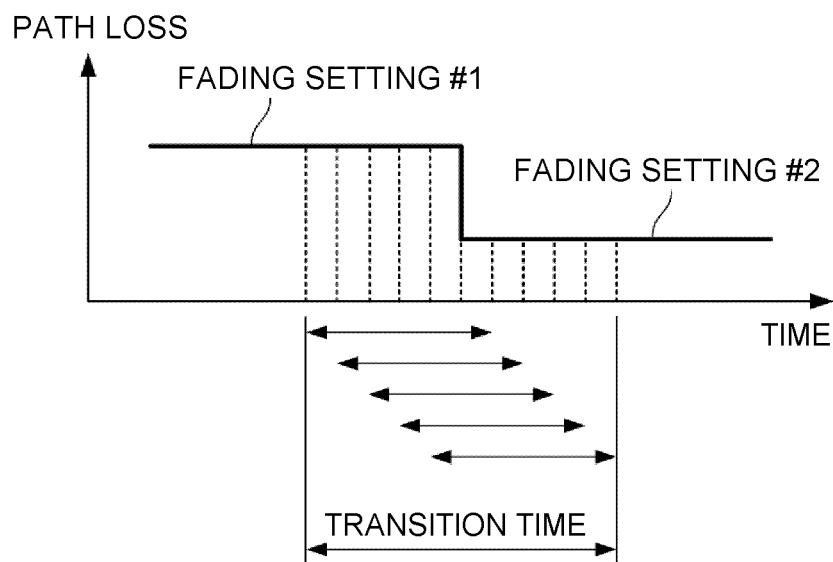 PATH LOSS
FADING SETTING #1
FADING SETTING #2
TIME
TRANSITION TIME